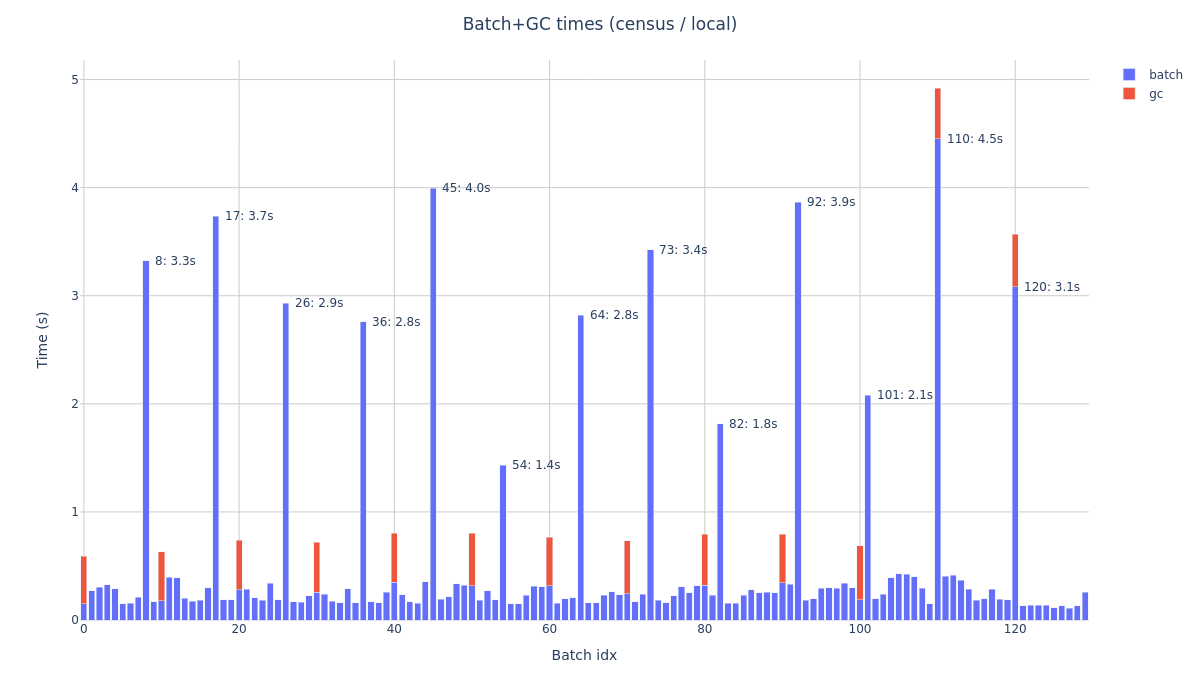 Batch+GC times (census / local)
batch
gc
Time (s)
5
4
3
2
1
0
8: 3.3s
17: 3.7s
26: 2.9s
36: 2.8s
45: 4.0s
54: 1.4s
64: 2.8s
73: 3.4s
82: 1.8s
92: 3.9s
101: 2.1s
110: 4.5s
120: 3.1s
0
20
40
60
80
100
120
Batch idx